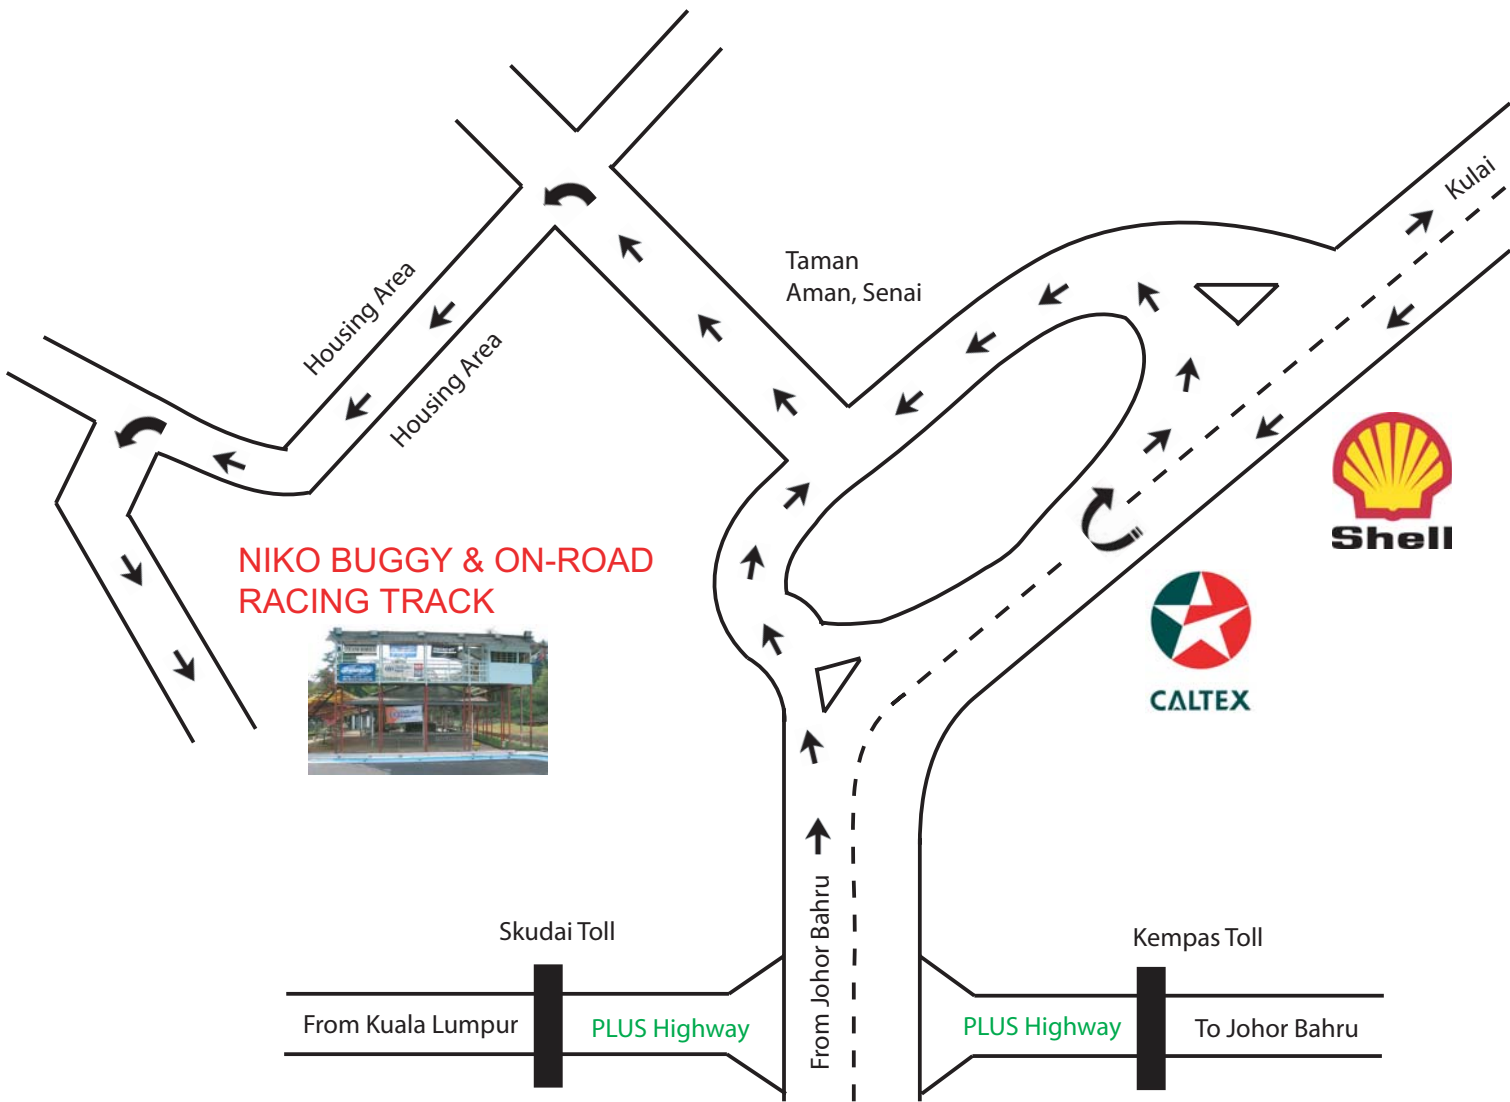 Kulai
Taman
Aman, Senai
Housing Area
Housing Area
Shell
NIKO BUGGY & ON-ROAD
RACING TRACK
CALTEX
From Johor Bahru
Skudai Toll
Kempas Toll
From Kuala Lumpur
PLUS Highway
PLUS Highway
To Johor Bahru